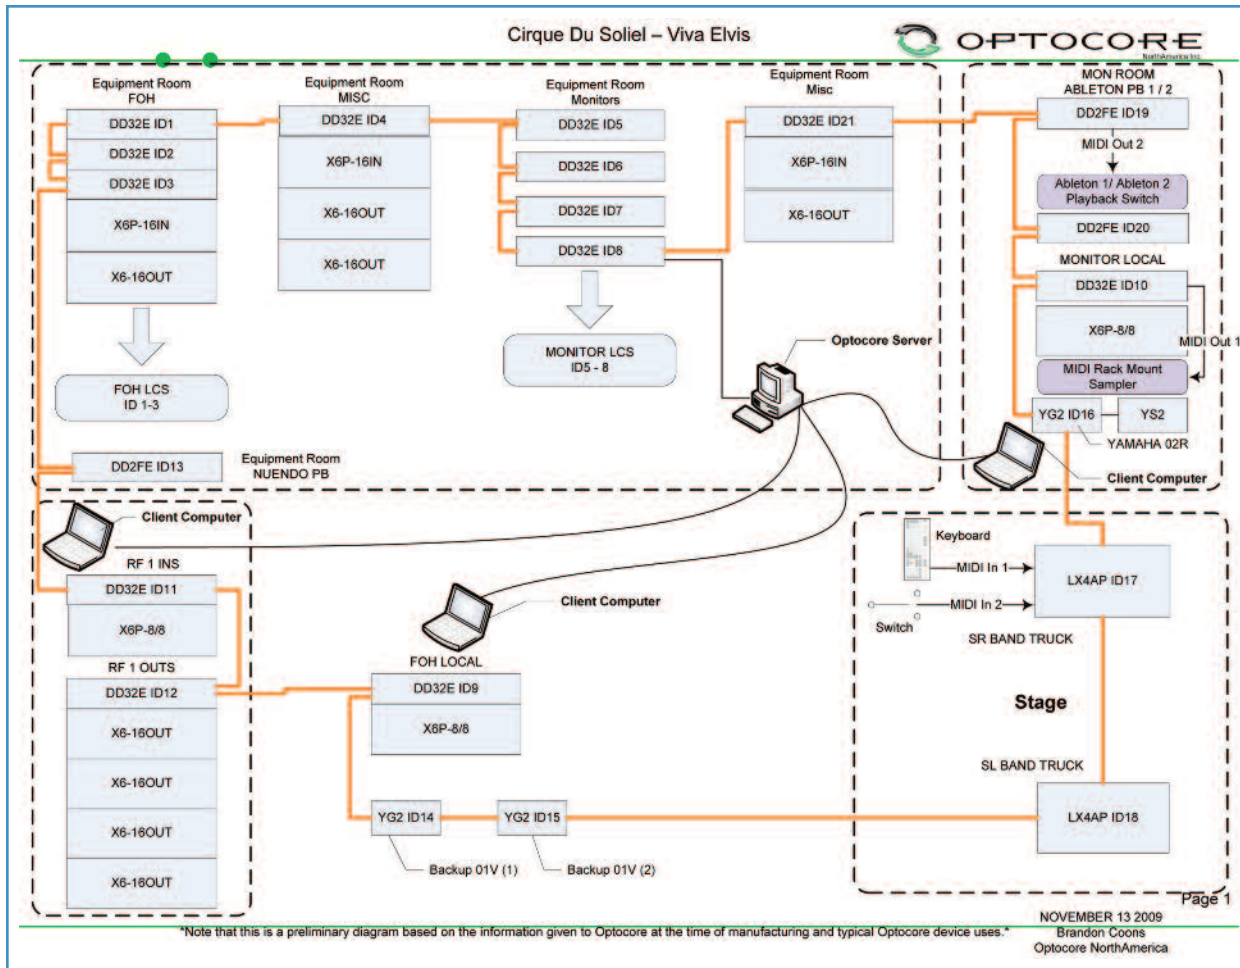 Cirque Du Soliel – Viva Elvis
OPTOCORE
NorthAmerica Inc.
Equipment Room
FOH
DD32E ID1
DD32E ID2
DD32E ID3
X6P-16IN
X6-16OUT
FOH LCS
ID 1-3
Equipment Room
MISC
DD32E ID4
X6P-16IN
X6-16OUT
X6-16OUT
Equipment Room
Monitors
DD32E ID5
DD32E ID6
DD32E ID7
DD32E ID8
MONITOR LCS
ID5 - 8
Equipment Room
Misc
DD32E ID21
X6P-16IN
X6-16OUT
Optocore Server
MON ROOM
ABLETON PB 1 / 2
DD2FE ID19
MIDI Out 2
Ableton 1/ Ableton 2
Playback Switch
DD2FE ID20
MONITOR LOCAL
DD32E ID10
X6P-8/8
MIDI Out 1
MIDI Rack Mount
Sampler
YG2 ID16
YS2
YAMAHA 02R
Client Computer
DD2FE ID13
Equipment Room
NUENDO PB
Client Computer
RF 1 INS
DD32E ID11
X6P-8/8
RF 1 OUTS
DD32E ID12
X6-16OUT
X6-16OUT
X6-16OUT
X6-16OUT
Client Computer
FOH LOCAL
DD32E ID9
X6P-8/8
YG2 ID14
YG2 ID15
Backup 01V (1)
Backup 01V (2)
Keyboard
MIDI In 1
LX4AP ID17
MIDI In 2
Switch
SR BAND TRUCK
Stage
SL BAND TRUCK
LX4AP ID18
Page 1
NOVEMBER 13 2009
*Note that this is a preliminary diagram based on the information given to Optocore at the time of manufacturing and typical Optocore device uses.*
Brandon Coons
Optocore NorthAmerica